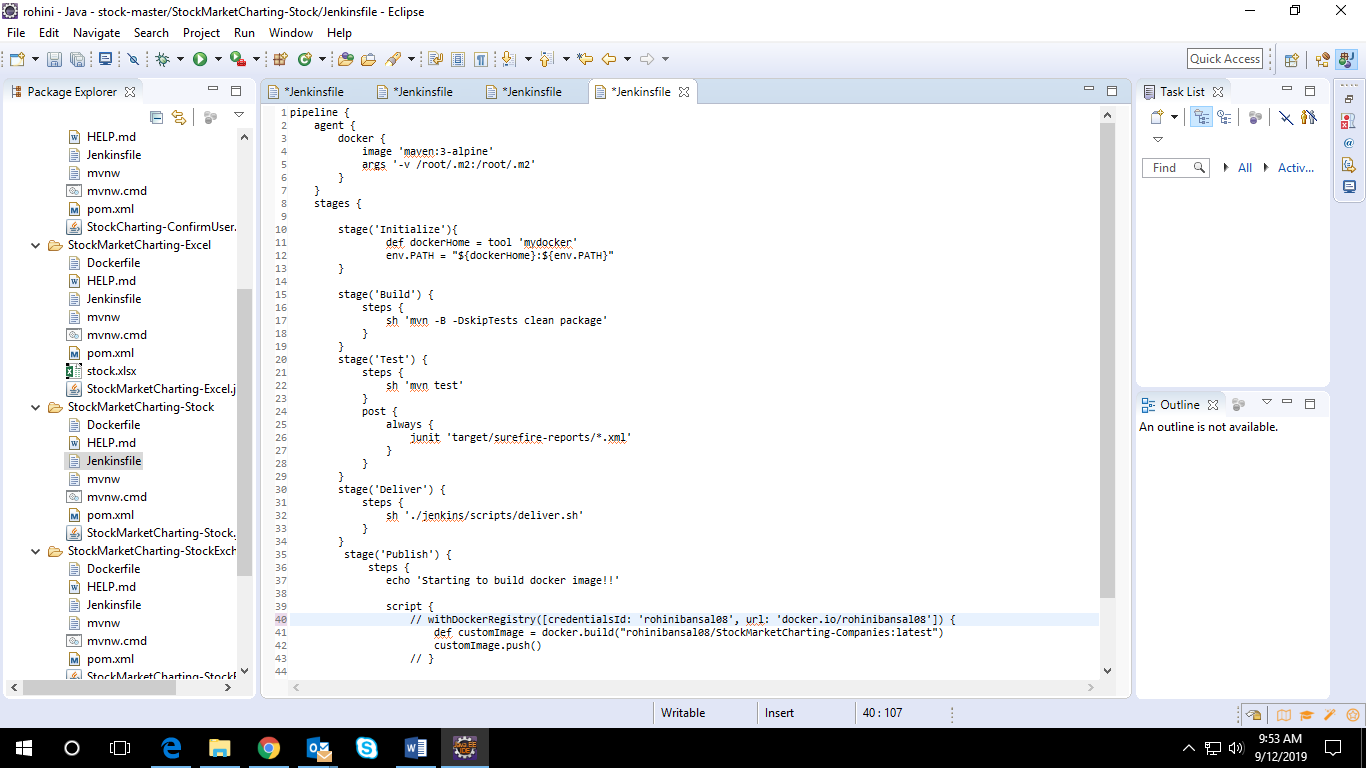 rohini - Java - stock-master/StockMarketCharting-Stock/Jenkinsfile - Eclipse
File Edit Navigate Search Project Run Window Help
Quick Access
Package Explorer
HELP.md
Jenkinsfile
mvnw
mvnw.cmd
pom.xml
StockCharting-ConfirmUser.
StockMarketCharting-Excel
Dockerfile
HELP.md
Jenkinsfile
mvnw
mvnw.cmd
pom.xml
stock.xlsx
StockMarketCharting-Excel.j
StockMarketCharting-Stock
Dockerfile
HELP.md
Jenkinsfile
mvnw
mvnw.cmd
pom.xml
StockMarketCharting-Stock.
StockMarketCharting-StockExch
Dockerfile
HELP.md
Jenkinsfile
mvnw
mvnw.cmd
pom.xml
*Jenkinsfile *Jenkinsfile *Jenkinsfile *Jenkinsfile
1 pipeline {
2 agent {
3 docker {
4 image 'maven:3-alpine'
5 args '-v /root/.m2:/root/.m2'
6 }
7 }
8 stages {
9
10 stage('Initialize'){
11 def dockerHome = tool 'mydocker'
12 env.PATH = "${dockerHome}:${env.PATH}"
13 }
14
15 stage('Build') {
16 steps {
17 sh 'mvn -B -DskipTests clean package'
18 }
19 }
20 stage('Test') {
21 steps {
22 sh 'mvn test'
23 }
24 post {
25 always {
26 junit 'target/surefire-reports/*.xml'
27 }
28 }
29 }
30 stage('Deliver') {
31 steps {
32 sh './jenkins/scripts/deliver.sh'
33 }
34 }
35 stage('Publish') {
36 steps {
37 echo 'Starting to build docker image!!'
38
39 script {
40 // withDockerRegistry([credentialsId: 'rohinibansal08', url: 'docker.io/rohinibansal08']) {
41 def customImage = docker.build("rohinibansal08/StockMarketCharting-Companies:latest")
42 customImage.push()
43 // }
44
Task List
Find All Activ...
Outline
An outline is not available.
Writable Insert 40 : 107
9:53 AM
9/12/2019